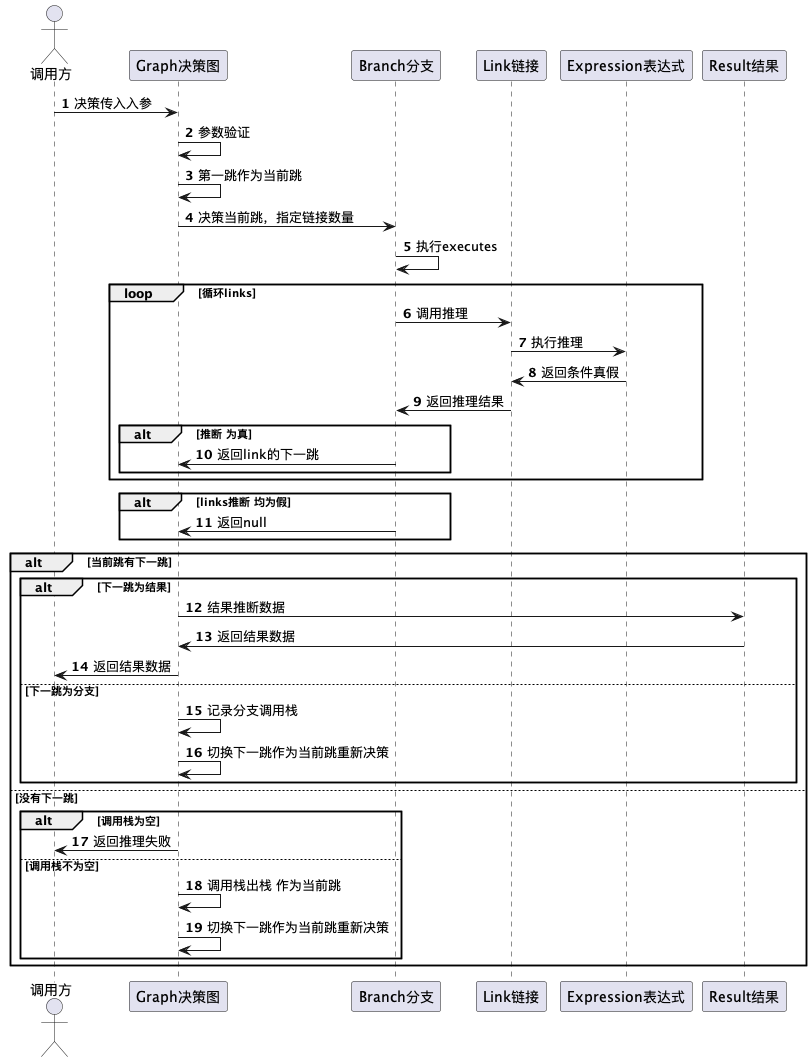 调用方
Graph决策图
Branch分支
Link链接
Expression表达式
Result结果
1 决策传入入参
2 参数验证
3 第一跳作为当前跳
4 决策当前跳，指定链接数量
5 执行executes
loop [循环links]
6 调用推理
7 执行推理
8 返回条件真假
9 返回推理结果
alt [推断 为真]
10 返回link的下一跳
alt [links推断 均为假]
11 返回null
alt [当前跳有下一跳]
alt [下一跳为结果]
12 结果推断数据
13 返回结果数据
14 返回结果数据
[下一跳为分支]
15 记录分支调用栈
16 切换下一跳作为当前跳重新决策
[没有下一跳]
alt [调用栈为空]
17 返回推理失败
[调用栈不为空]
18 调用栈出栈 作为当前跳
19 切换下一跳作为当前跳重新决策
调用方
Graph决策图
Branch分支
Link链接
Expression表达式
Result结果